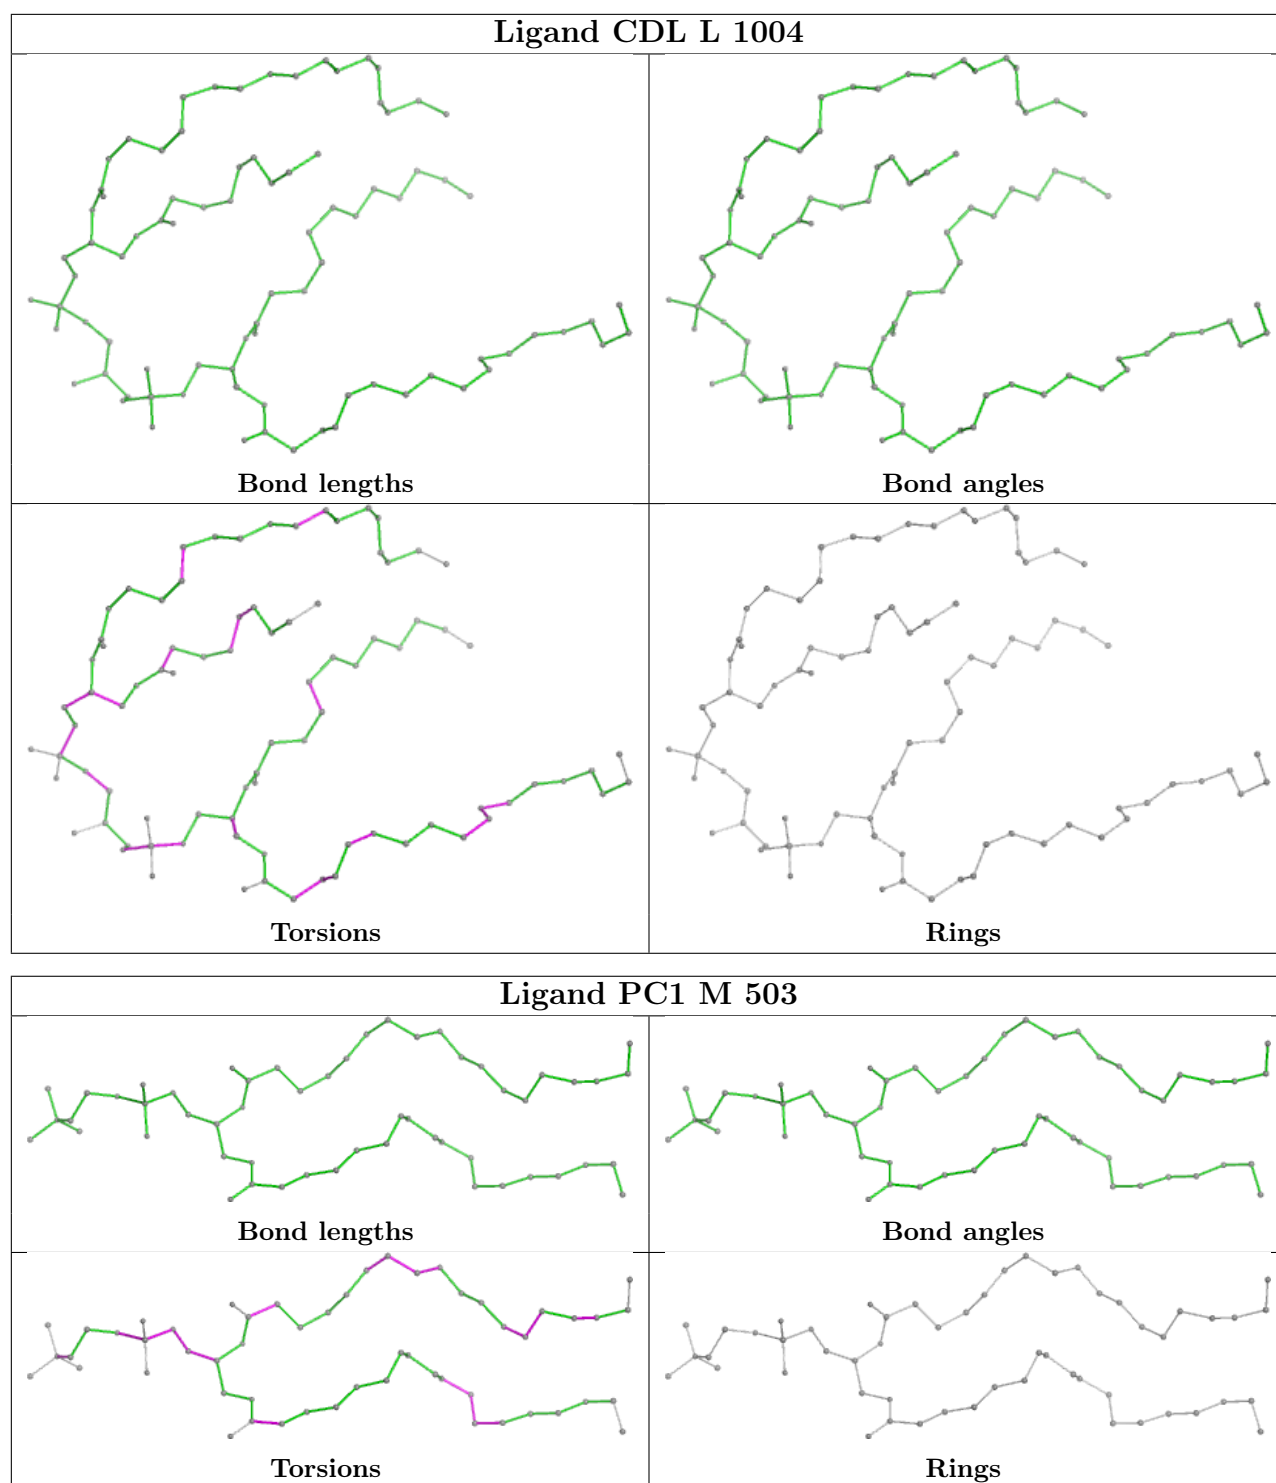 Ligand CDL L 1004
Bond lengths
Bond angles
Torsions
Rings
Ligand PC1 M 503
Bond lengths
Bond angles
Torsions
Rings